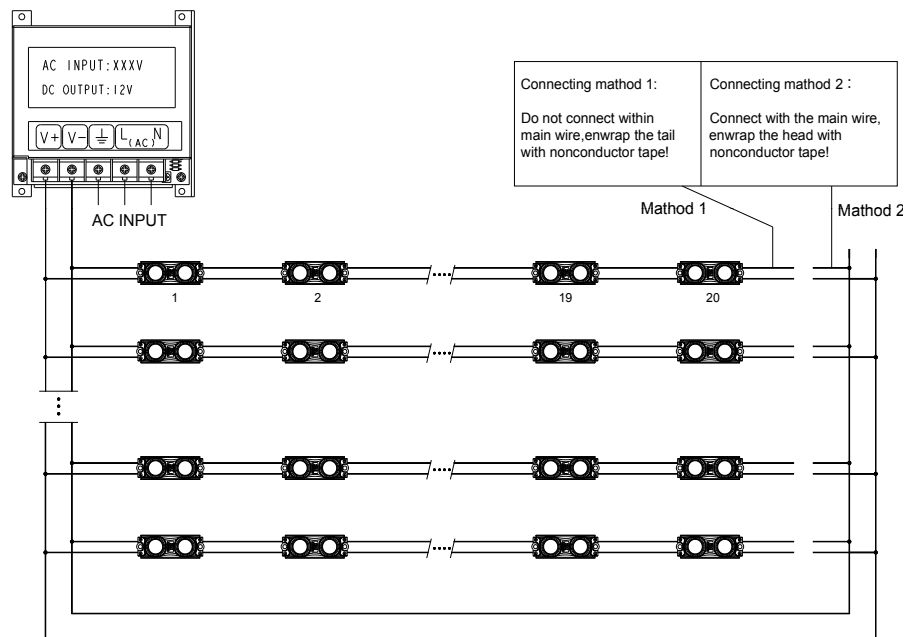 AC INPUT:XXXV
DC OUTPUT:12V
V+ V- L(AC)N
AC INPUT
Connecting mathod 1:
Do not connect within
main wire,enwrap the tail
with nonconductor tape!
Connecting mathod 2：
Connect with the main wire,
enwrap the head with
nonconductor tape!
Mathod 1
Mathod 2
1 2 19 20